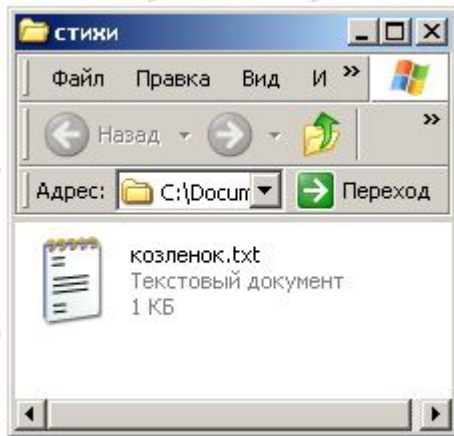 стихи
Файл Правка Вид И »
Назад »
Адрес: C:\Docum Переход
козленок.txt
Текстовый документ
1 КБ